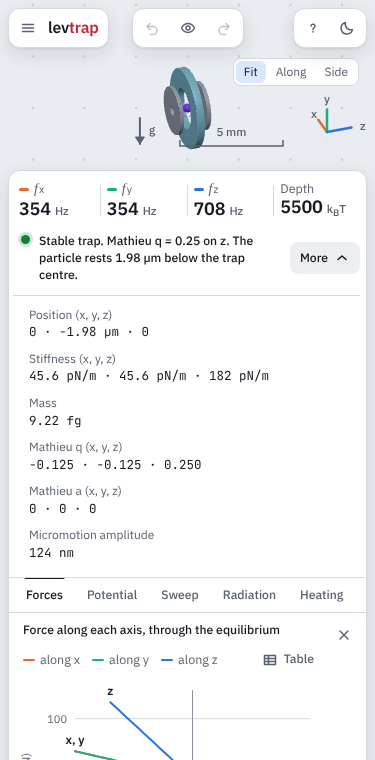 levtrap
?
Fit Along Side
g
5 mm
y
x
z
fx fy fz Depth
354 Hz 354 Hz 708 Hz 5500 kBT
Stable trap. Mathieu q = 0.25 on z. The
particle rests 1.98 µm below the trap
centre.
More
Position (x, y, z)
0 · -1.98 µm · 0
Stiffness (x, y, z)
45.6 pN/m · 45.6 pN/m · 182 pN/m
Mass
9.22 fg
Mathieu q (x, y, z)
-0.125 · -0.125 · 0.250
Mathieu a (x, y, z)
0 · 0 · 0
Micromotion amplitude
124 nm
Forces Potential Sweep Radiation Heating
Force along each axis, through the equilibrium
along x along y along z Table
z
100
x, y